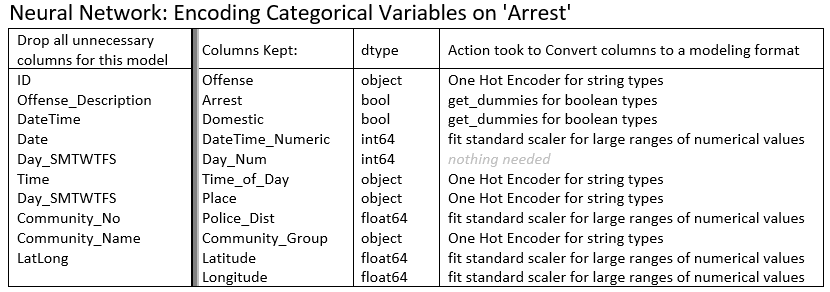 Neural Network: Encoding Categorical Variables on 'Arrest'
Drop all unnecessary columns for this model Columns Kept: dtype Action took to Convert columns to a modeling format
ID Offense object One Hot Encoder for string types
Offense_Description Arrest bool get_dummies for boolean types
DateTime Domestic bool get_dummies for boolean types
Date DateTime_Numeric int64 fit standard scaler for large ranges of numerical values
Day_SMTWTFS Day_Num int64 nothing needed
Time Time_of_Day object One Hot Encoder for string types
Day_SMTWTFS Place object One Hot Encoder for string types
Community_No Police_Dist float64 fit standard scaler for large ranges of numerical values
Community_Name Community_Group object One Hot Encoder for string types
LatLong Latitude float64 fit standard scaler for large ranges of numerical values
Longitude float64 fit standard scaler for large ranges of numerical values